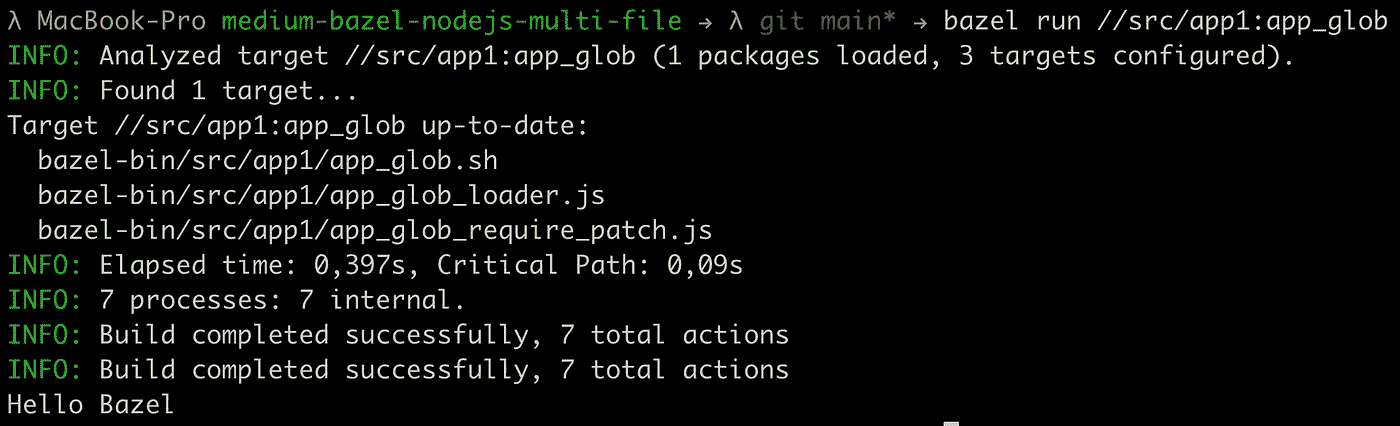 λ MacBook-Pro medium-bazel-nodejs-multi-file → λ git main* → bazel run //src/app1:app_glob
INFO: Analyzed target //src/app1:app_glob (1 packages loaded, 3 targets configured).
INFO: Found 1 target...
Target //src/app1:app_glob up-to-date:
  bazel-bin/src/app1/app_glob.sh
  bazel-bin/src/app1/app_glob_loader.js
  bazel-bin/src/app1/app_glob_require_patch.js
INFO: Elapsed time: 0,397s, Critical Path: 0,09s
INFO: 7 processes: 7 internal.
INFO: Build completed successfully, 7 total actions
INFO: Build completed successfully, 7 total actions
Hello Bazel